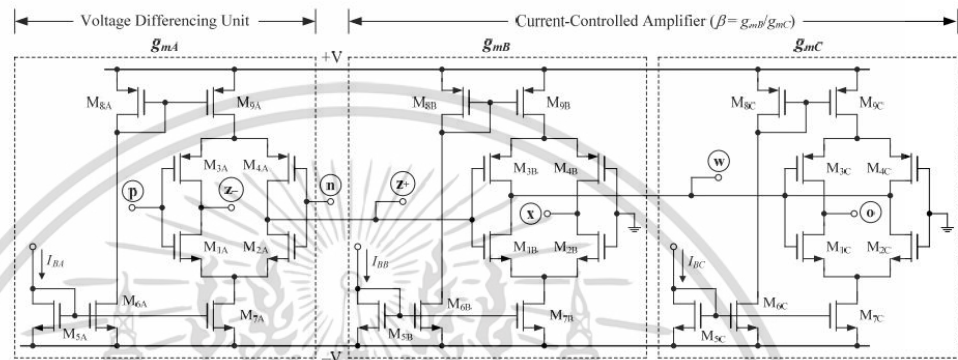 Voltage Differencing Unit
Current-Controlled Amplifier (β= gmB/gmC)
gmA
+V
gmB
gmC
M8A
M9A
M8B
M9B
M8C
M9C
M3A
M4A
M3B
M4B
M3C
M4C
p
z–
n
z+
x
w
o
M1A
M2A
M3B
M2B
M3C
M2C
IBA
IBB
IBC
M6A
M6B
M6C
M5A
M7A
M5B
M7B
M5C
M7C
–V